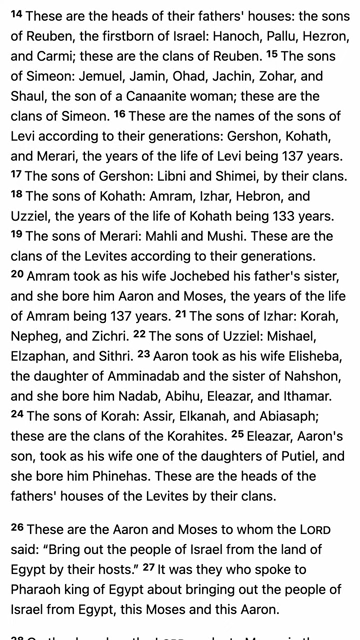 14 These are the heads of their fathers' houses: the sons
of Reuben, the firstborn of Israel: Hanoch, Pallu, Hezron,
and Carmi; these are the clans of Reuben. 15 The sons
of Simeon: Jemuel, Jamin, Ohad, Jachin, Zohar, and
Shaul, the son of a Canaanite woman; these are the
clans of Simeon. 16 These are the names of the sons of
Levi according to their generations: Gershon, Kohath,
and Merari, the years of the life of Levi being 137 years.
17 The sons of Gershon: Libni and Shimei, by their clans.
18 The sons of Kohath: Amram, Izhar, Hebron, and
Uzziel, the years of the life of Kohath being 133 years.
19 The sons of Merari: Mahli and Mushi. These are the
clans of the Levites according to their generations.
20 Amram took as his wife Jochebed his father's sister,
and she bore him Aaron and Moses, the years of the life
of Amram being 137 years. 21 The sons of Izhar: Korah,
Nepheg, and Zichri. 22 The sons of Uzziel: Mishael,
Elzaphan, and Sithri. 23 Aaron took as his wife Elisheba,
the daughter of Amminadab and the sister of Nahshon,
and she bore him Nadab, Abihu, Eleazar, and Ithamar.
24 The sons of Korah: Assir, Elkanah, and Abiasaph;
these are the clans of the Korahites. 25 Eleazar, Aaron's
son, took as his wife one of the daughters of Putiel, and
she bore him Phinehas. These are the heads of the
fathers' houses of the Levites by their clans.
26 These are the Aaron and Moses to whom the LORD
said: “Bring out the people of Israel from the land of
Egypt by their hosts.” 27 It was they who spoke to
Pharaoh king of Egypt about bringing out the people of
Israel from Egypt, this Moses and this Aaron.